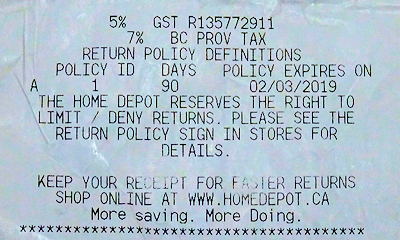 5% GST R135772911
7% BC PROV TAX
RETURN POLICY DEFINITIONS
POLICY ID DAYS POLICY EXPIRES ON
A 1 90 02/03/2019
THE HOME DEPOT RESERVES THE RIGHT TO
LIMIT / DENY RETURNS. PLEASE SEE THE
RETURN POLICY SIGN IN STORES FOR
DETAILS.
KEEP YOUR RECEIPT FOR FASTER RETURNS
SHOP ONLINE AT WWW.HOMEDEPOT.CA
More saving. More Doing.
****************************************